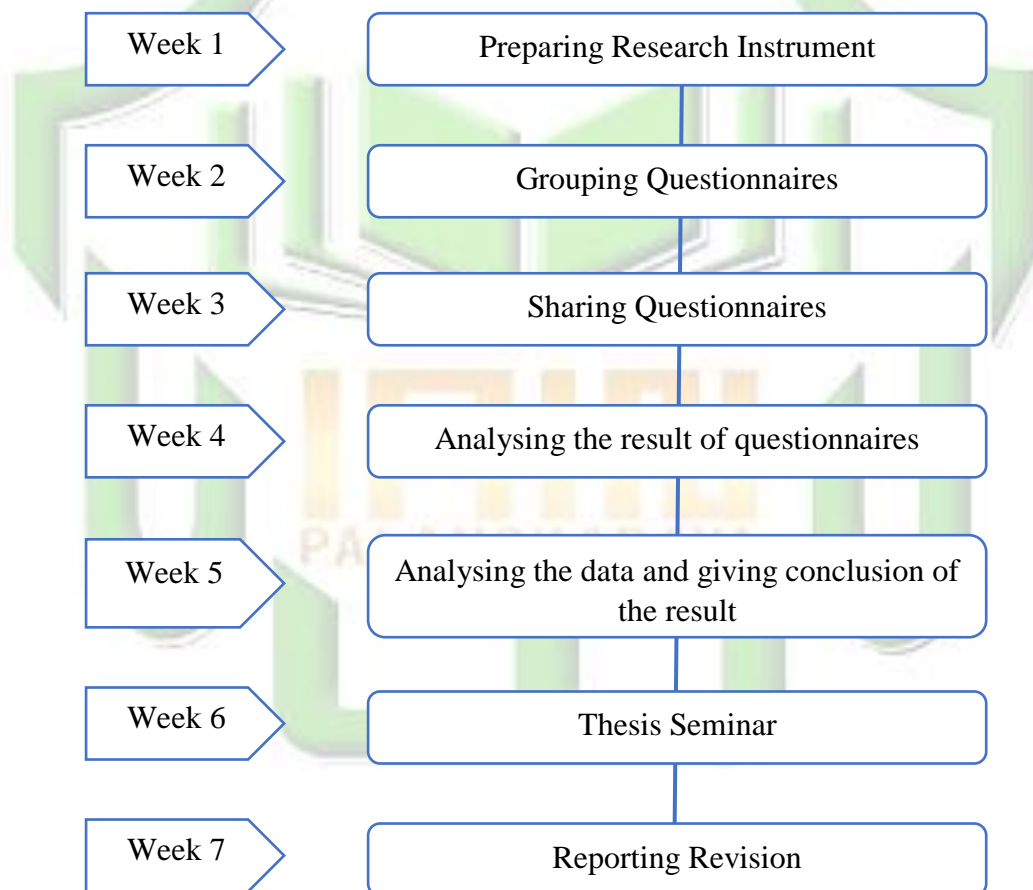 Week 1
Preparing Research Instrument
Week 2
Grouping Questionnaires
Week 3
Sharing Questionnaires
Week 4
Analysing the result of questionnaires
Week 5
Analysing the data and giving conclusion of
the result
Week 6
Thesis Seminar
Week 7
Reporting Revision